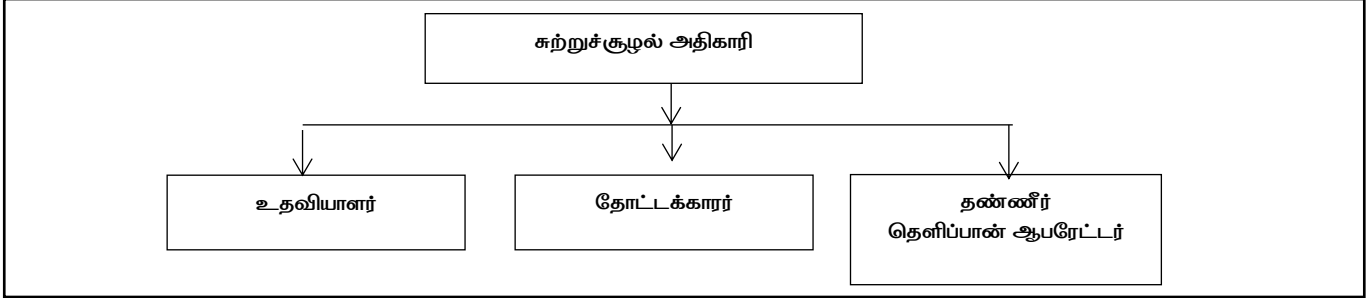 சுற்றுச்சூழல் அதிகாரி
உதவியாளர்
தோட்டக்காரர்
தண்ணீர்
தெளிப்பான் ஆபரேட்டர்